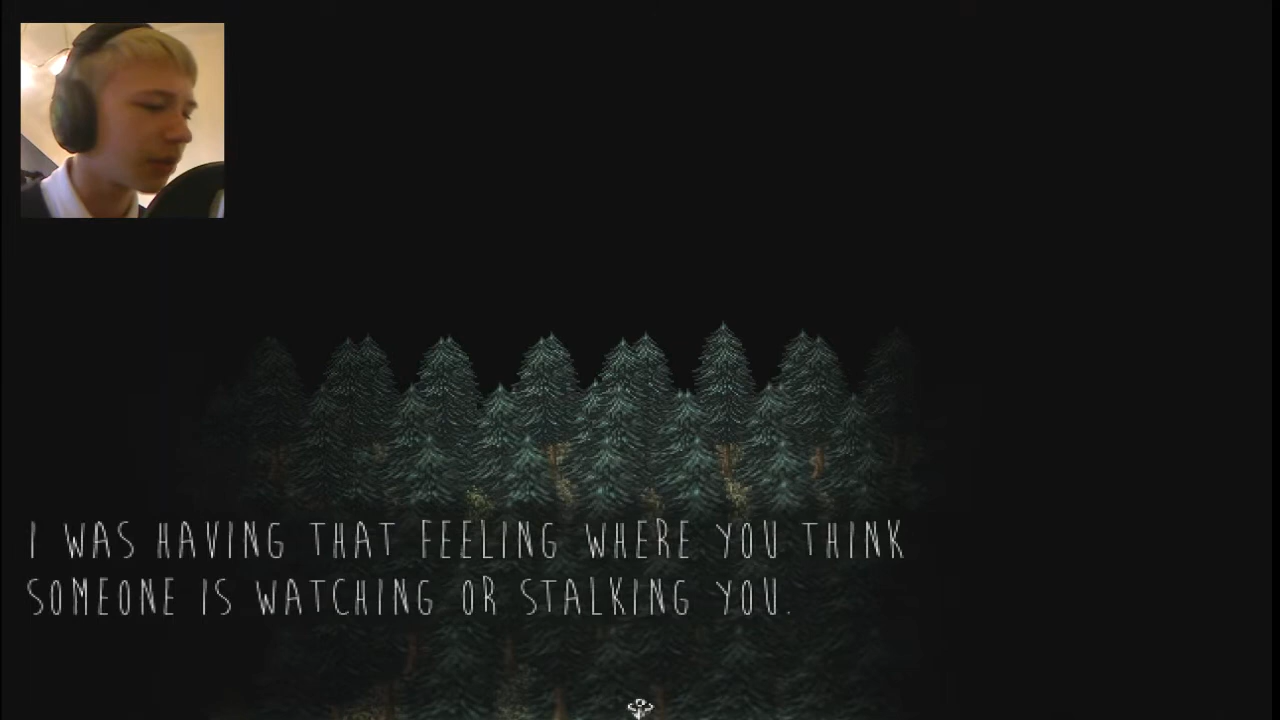 I WAS HAVING THAT FEELING WHERE YOU THINK
SOMEONE IS WATCHING OR STALKING YOU.